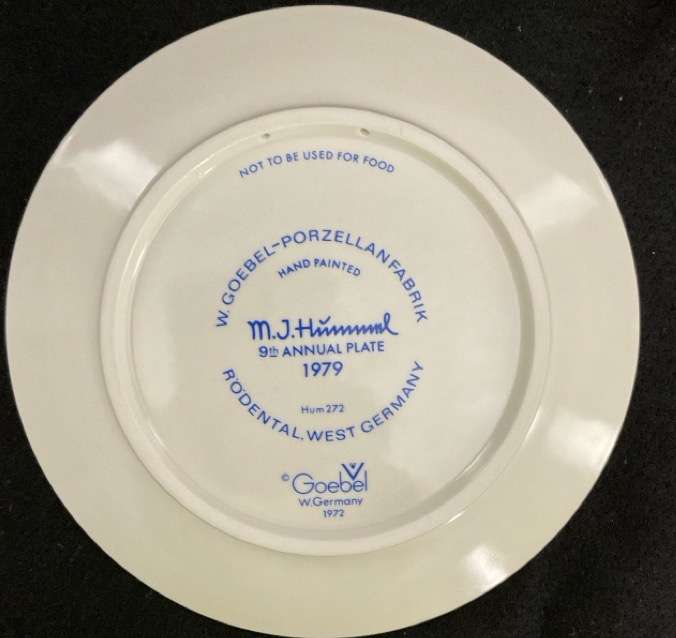 NOT TO BE USED FOR FOOD
W. GOEBEL-PORZELLANFABRIK
HAND PAINTED
M.J.Hummel
9th ANNUAL PLATE
1979
Hum 272
RÖDENTAL, WEST GERMANY
© Goebel
W.Germany
1972